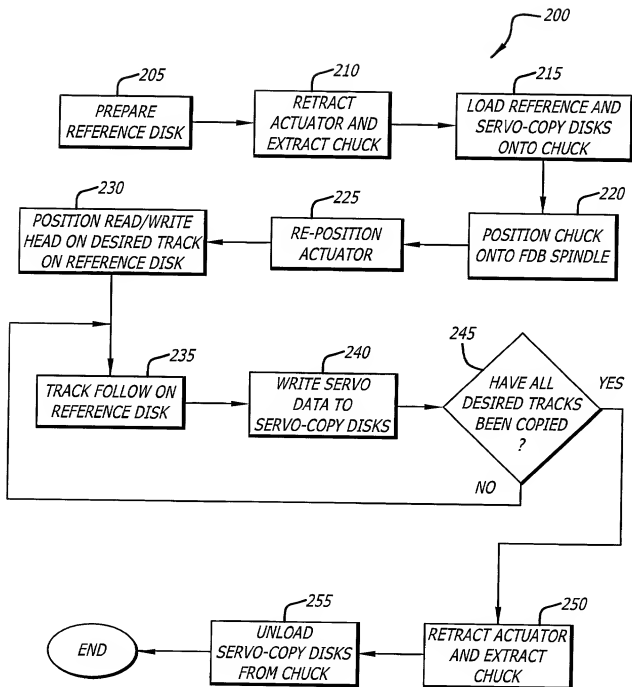 200
205
PREPARE
REFERENCE DISK
210
RETRACT
ACTUATOR AND
EXTRACT CHUCK
215
LOAD REFERENCE AND
SERVO-COPY DISKS
ONTO CHUCK
230
POSITION READ/WRITE
HEAD ON DESIRED TRACK
ON REFERENCE DISK
225
RE-POSITION
ACTUATOR
220
POSITION CHUCK
ONTO FDB SPINDLE
235
TRACK FOLLOW ON
REFERENCE DISK
240
WRITE SERVO
DATA TO
SERVO-COPY DISKS
245
HAVE ALL
DESIRED TRACKS
BEEN COPIED
?
YES
NO
250
RETRACT ACTUATOR
AND EXTRACT
CHUCK
255
UNLOAD
SERVO-COPY DISKS
FROM CHUCK
END